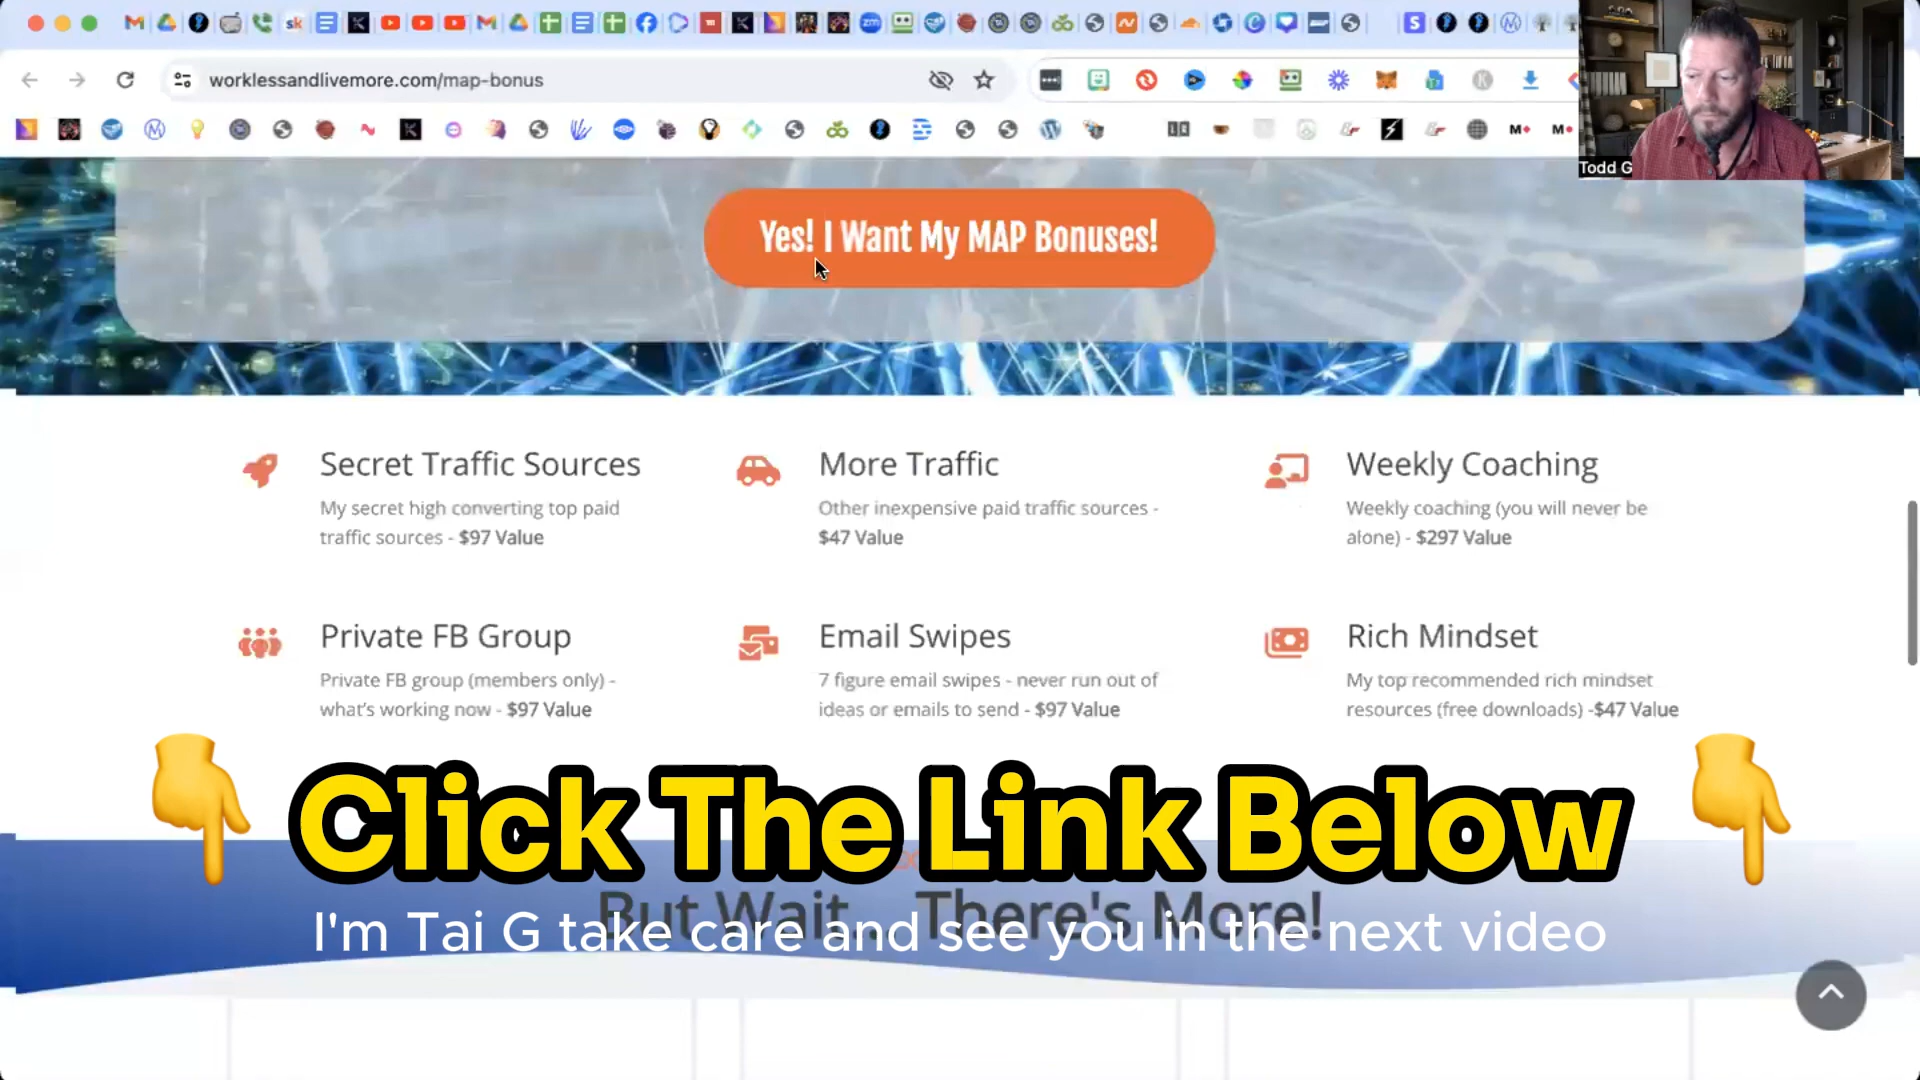 worklessandlivemore.com/map-bonus
Todd G
Yes! I Want My MAP Bonuses!
Secret Traffic Sources
My secret high converting top paid
traffic sources - $97 Value
More Traffic
Other inexpensive paid traffic sources -
$47 Value
Weekly Coaching
Weekly coaching (you will never be
alone) - $297 Value
Private FB Group
Private FB group (members only) -
what's working now - $97 Value
Email Swipes
7 figure email swipes - never run out of
ideas or emails to send - $97 Value
Rich Mindset
My top recommended rich mindset
resources (free downloads) -$47 Value
Click The Link Below
But Wait... There's More!
I'm Tai G take care and see you in the next video